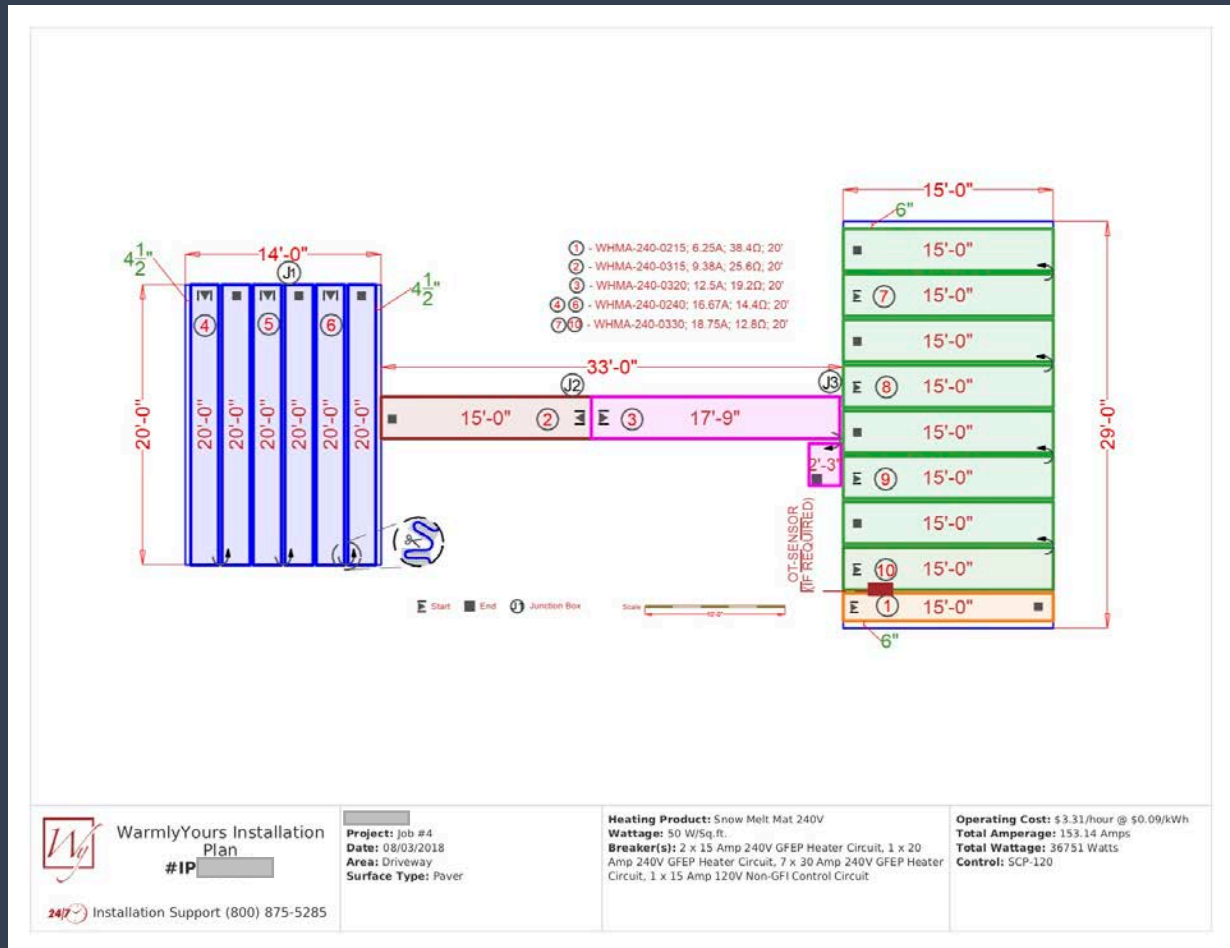 15'-0"
6"
14'-0"
J1
4 1/2"
4 1/2"
① - WHMA-240-0215; 6.25A; 38.4Ω; 20'
② - WHMA-240-0315; 9.38A; 25.6Ω; 20'
③ - WHMA-240-0320; 12.5A; 19.2Ω; 20'
④⑥ - WHMA-240-0240; 16.67A; 14.4Ω; 20'
⑦⑩ - WHMA-240-0330; 18.75A; 12.8Ω; 20'
④ ⑤ ⑥
20'-0"
20'-0" 20'-0" 20'-0" 20'-0" 20'-0" 20'-0"
33'-0"
J2
J3
15'-0" ②
③ 17'-9"
2'-3"
OT-SENSOR
(IF REQUIRED)
15'-0"
⑦ 15'-0"
15'-0"
⑧ 15'-0"
15'-0"
⑨ 15'-0"
15'-0"
⑩ 15'-0"
① 15'-0"
29'-0"
6"
Start End J1 Junction Box
Scale
Wy
WarmlyYours Installation
Plan
#IP
24/7 Installation Support (800) 875-5285
Project: Job #4
Date: 08/03/2018
Area: Driveway
Surface Type: Paver
Heating Product: Snow Melt Mat 240V
Wattage: 50 W/Sq.ft.
Breaker(s): 2 x 15 Amp 240V GFEP Heater Circuit, 1 x 20
Amp 240V GFEP Heater Circuit, 7 x 30 Amp 240V GFEP Heater
Circuit, 1 x 15 Amp 120V Non-GFI Control Circuit
Operating Cost: $3.31/hour @ $0.09/kWh
Total Amperage: 153.14 Amps
Total Wattage: 36751 Watts
Control: SCP-120